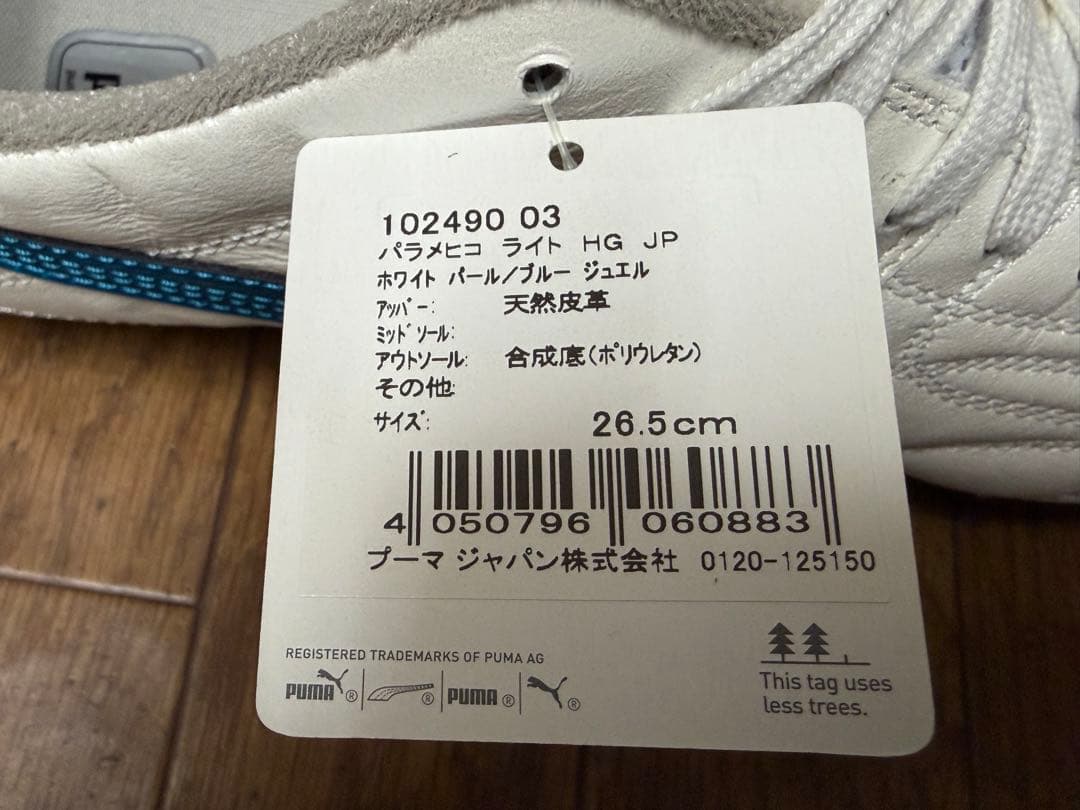 102490 03
パラメヒコ ライト HG JP
ホワイト パール／ブルー ジュエル
アッパー: 天然皮革
ミッドソール:
アウトソール: 合成底(ポリウレタン)
その他:
サイズ: 26.5cm
4 050796 060883
プーマ ジャパン株式会社 0120-125150
REGISTERED TRADEMARKS OF PUMA AG
PUMA® ® PUMA® ®
This tag uses
less trees.